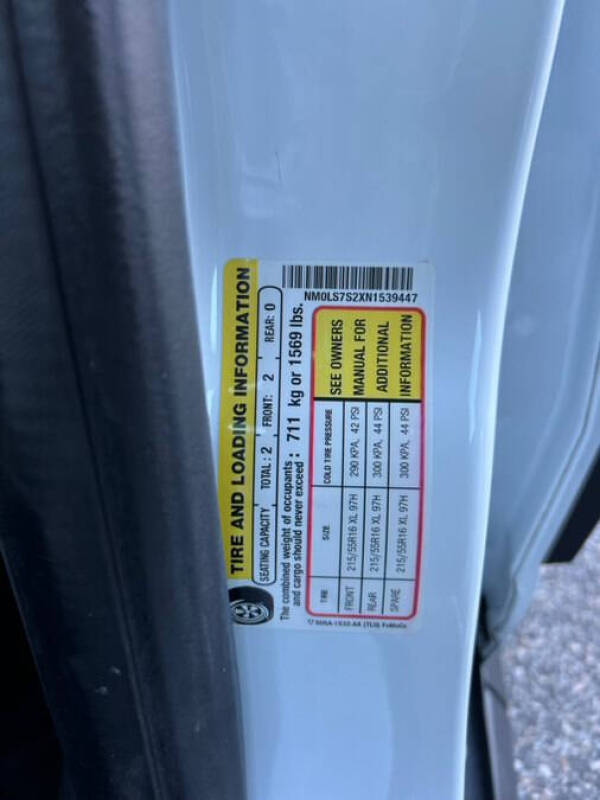 TIRE AND LOADING INFORMATION
SEATING CAPACITY TOTAL: 2 FRONT: 2 REAR: 0
The combined weight of occupants
and cargo should never exceed : 711 kg or 1569 lbs.
NM0LS7S2XN1539447
TIRE SIZE COLD TIRE PRESSURE
FRONT 215/55R16 XL 97H 290 KPA, 42 PSI
REAR 215/55R16 XL 97H 300 KPA, 44 PSI
SPARE 215/55R16 XL 97H 300 KPA, 44 PSI
SEE OWNERS
MANUAL FOR
ADDITIONAL
INFORMATION